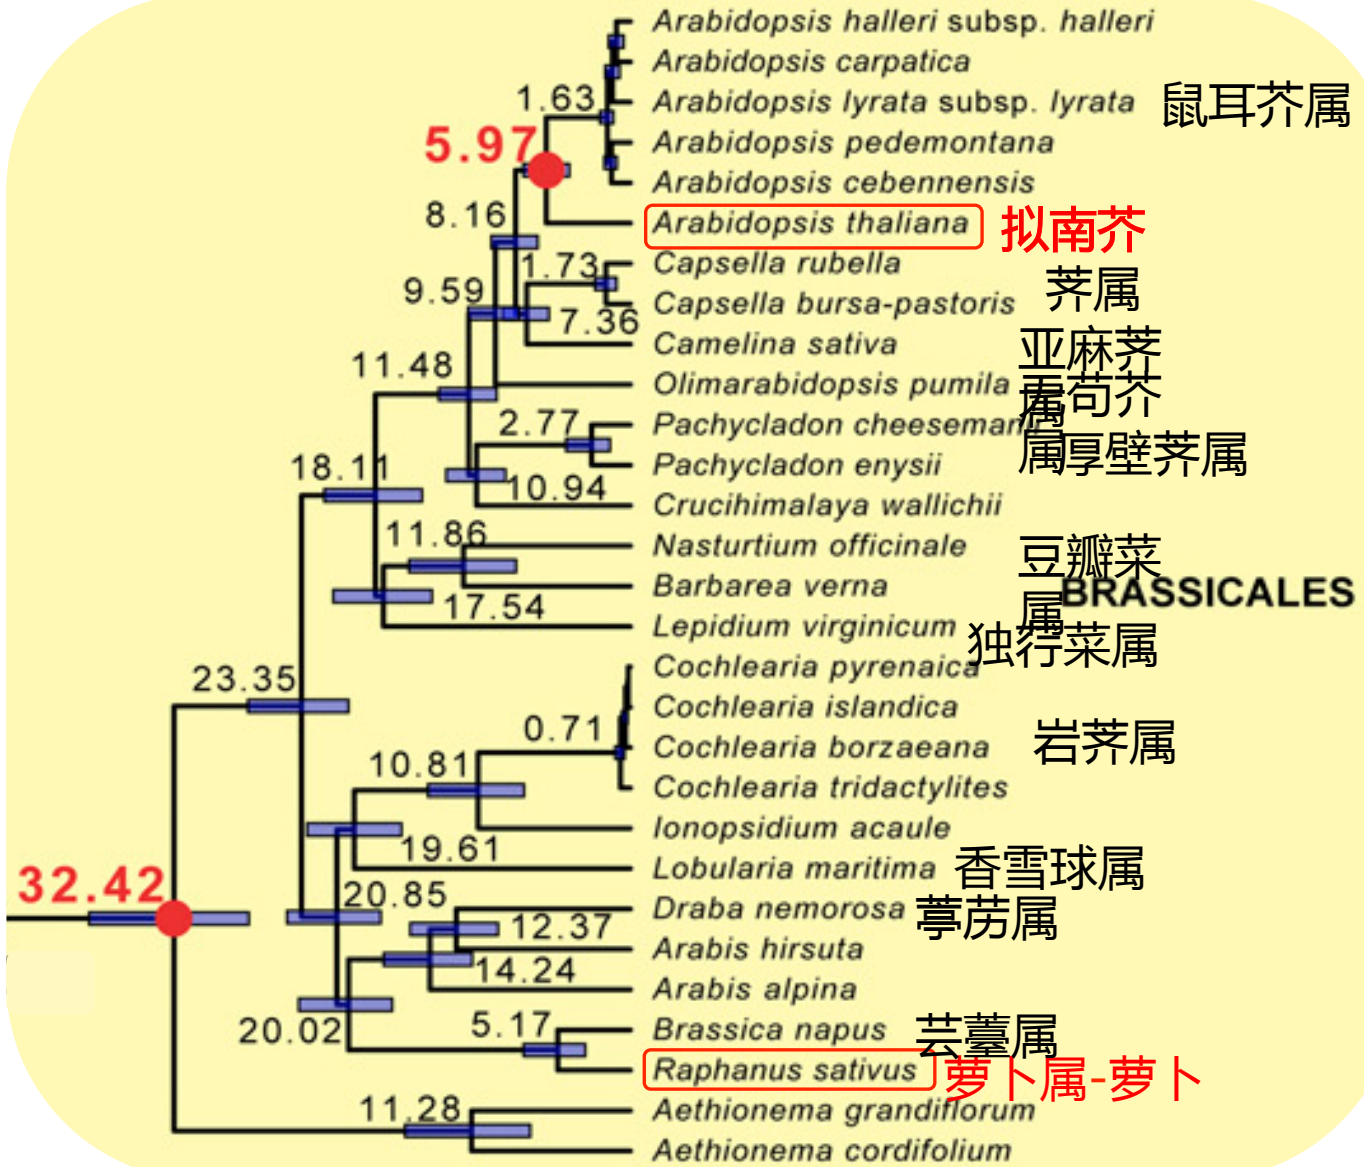 Arabidopsis halleri subsp. halleri
Arabidopsis carpatica
1.63
Arabidopsis lyrata subsp. lyrata
鼠耳芥属
5.97
Arabidopsis pedemontana
Arabidopsis cebennensis
8.16
Arabidopsis thaliana
拟南芥
1.73
Capsella rubella
荠属
9.59
Capsella bursa-pastoris
7.36
Camelina sativa
亚麻荠
属
11.48
Olimarabidopsis pumila
无苞芥
属
2.77
Pachycladon cheesemanii
厚壁荠属
18.11
Pachycladon enysii
10.94
Crucihimalaya wallichii
11.86
Nasturtium officinale
豆瓣菜
属
Barbarea verna
BRASSICALES
17.54
Lepidium virginicum
独行菜属
23.35
Cochlearia pyrenaica
Cochlearia islandica
0.71
Cochlearia borzaeana
岩荠属
10.81
Cochlearia tridactylites
Ionopsidium acaule
19.61
Lobularia maritima
香雪球属
32.42
20.85
Draba nemorosa
葶苈属
12.37
Arabis hirsuta
14.24
Arabis alpina
20.02
5.17
Brassica napus
芸薹属
Raphanus sativus
萝卜属-萝卜
11.28
Aethionema grandiflorum
Aethionema cordifolium